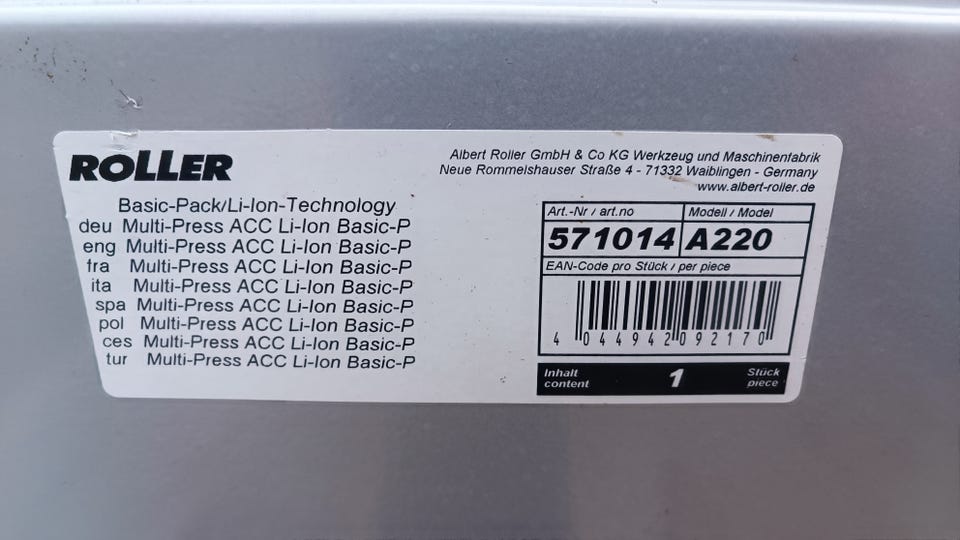 ROLLER
Albert Roller GmbH & Co KG Werkzeug und Maschinenfabrik
Neue Rommelshauser Straße 4 - 71332 Waiblingen - Germany
www.albert-roller.de
Basic-Pack/Li-Ion-Technology
deu Multi-Press ACC Li-Ion Basic-P
eng Multi-Press ACC Li-Ion Basic-P
fra Multi-Press ACC Li-Ion Basic-P
ita Multi-Press ACC Li-Ion Basic-P
spa Multi-Press ACC Li-Ion Basic-P
pol Multi-Press ACC Li-Ion Basic-P
ces Multi-Press ACC Li-Ion Basic-P
tur Multi-Press ACC Li-Ion Basic-P
Art.-Nr / art.no Modell / Model
571014 A220
EAN-Code pro Stück / per piece
4 044942 092170
Inhalt 1 Stück
content piece